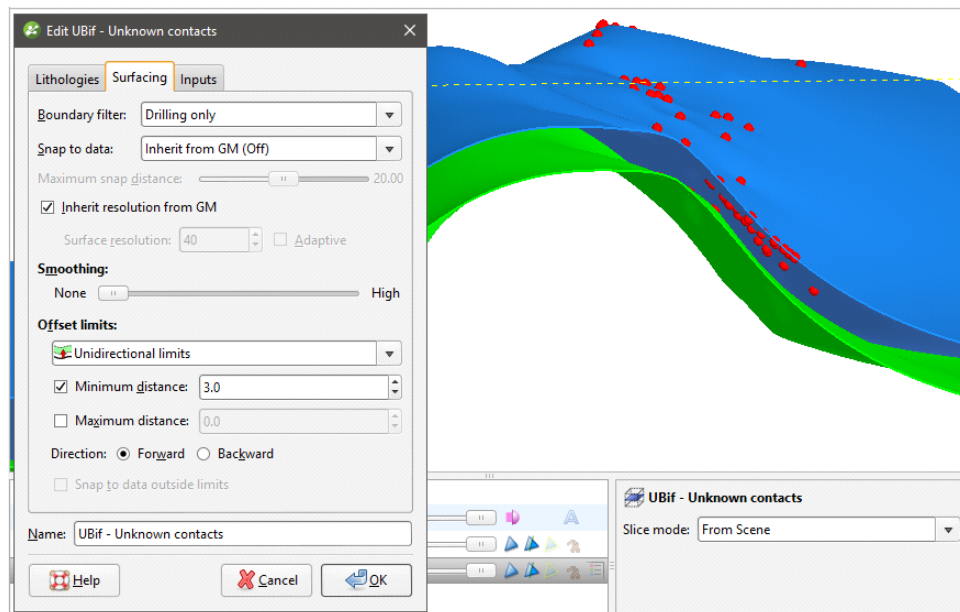 Edit UBif - Unknown contacts
Lithologies Surfacing Inputs
Boundary filter: Drilling only
Snap to data: Inherit from GM (Off)
Maximum snap distance: 20.00
Inherit resolution from GM
Surface resolution: 40 Adaptive
Smoothing:
None High
Offset limits:
Unidirectional limits
Minimum distance: 3.0
Maximum distance: 0.0
Direction: Forward Backward
Snap to data outside limits
Name: UBif - Unknown contacts
Help Cancel OK
UBif - Unknown contacts
Slice mode: From Scene